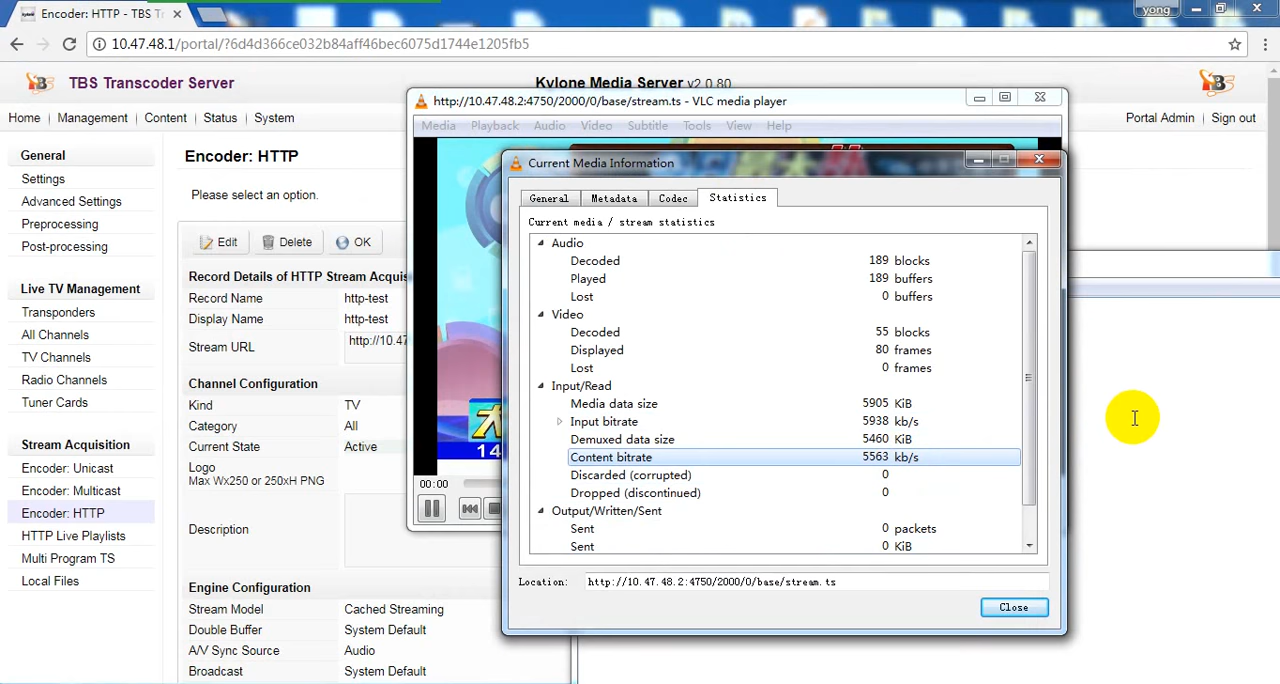 Encoder: HTTP - TBS Tr
yong
10.47.48.1/portal/?6d4d366ce032b84aff46bec6075d1744e1205fb5
TBS Transcoder Server
Kylone Media Server v2.0.80
Home | Management | Content | Status | System
Portal Admin | Sign out
General
Settings
Advanced Settings
Preprocessing
Post-processing
Live TV Management
Transponders
All Channels
TV Channels
Radio Channels
Tuner Cards
Stream Acquisition
Encoder: Unicast
Encoder: Multicast
Encoder: HTTP
HTTP Live Playlists
Multi Program TS
Local Files
Encoder: HTTP
Please select an option.
Edit Delete OK
Record Details of HTTP Stream Acquis
Record Name http-test
Display Name http-test
Stream URL http://10.47
Channel Configuration
Kind TV
Category All
Current State Active
Logo
Max Wx250 or 250xH PNG
Description
Engine Configuration
Stream Model Cached Streaming
Double Buffer System Default
A/V Sync Source Audio
Broadcast System Default
http://10.47.48.2:4750/2000/0/base/stream.ts - VLC media player
Media Playback Audio Video Subtitle Tools View Help
14
00:00
Current Media Information
General Metadata Codec Statistics
Current media / stream statistics
Audio
Decoded 189 blocks
Played 189 buffers
Lost 0 buffers
Video
Decoded 55 blocks
Displayed 80 frames
Lost 0 frames
Input/Read
Media data size 5905 KiB
Input bitrate 5938 kb/s
Demuxed data size 5460 KiB
Content bitrate 5563 kb/s
Discarded (corrupted) 0
Dropped (discontinued) 0
Output/Written/Sent
Sent 0 packets
Sent 0 KiB
Location: http://10.47.48.2:4750/2000/0/base/stream.ts
Close